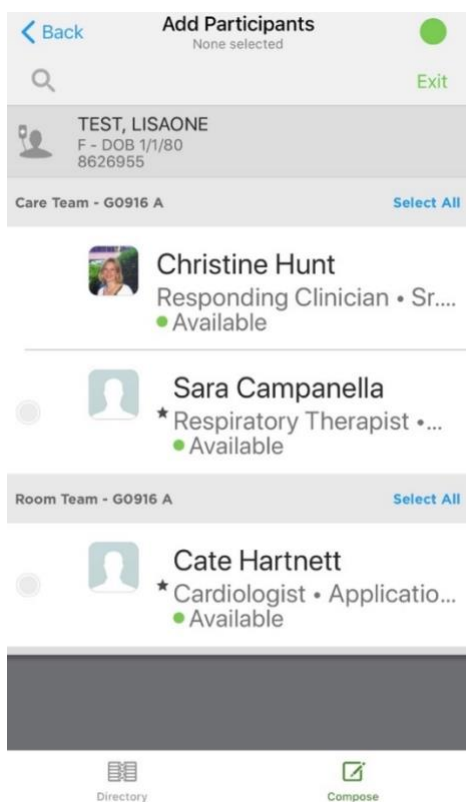 Back
Add Participants
None selected
Exit
TEST, LISAONE
F - DOB 1/1/80
8626955
Care Team - G0916 A
Select All
Christine Hunt
Responding Clinician • Sr....
Available
Sara Campanella
Respiratory Therapist •...
Available
Room Team - G0916 A
Select All
Cate Hartnett
Cardiologist • Applicatio...
Available
Directory
Compose